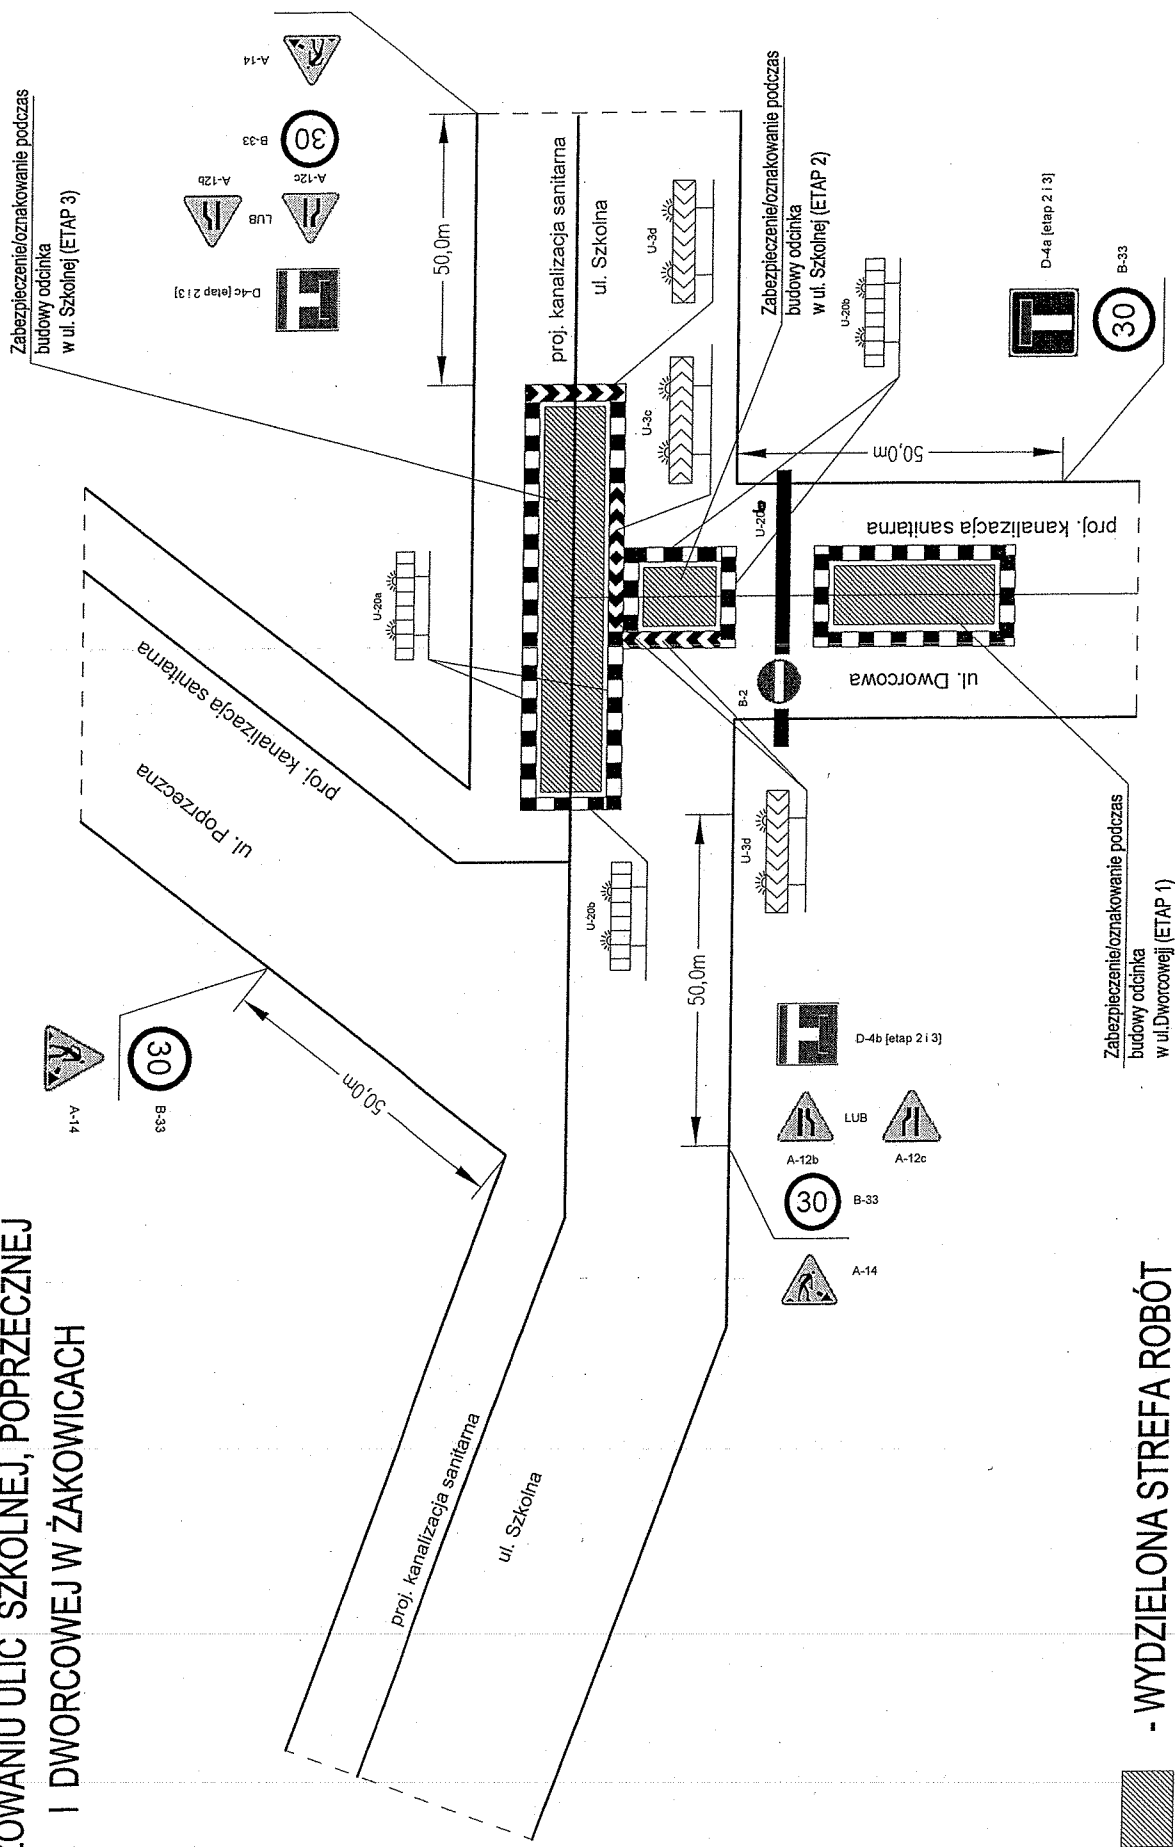 OWANIU ULIC SZKOLNEJ, POPRZECZNEJ
I DWORCOWEJ W ŻAKOWICACH
Zabezpieczenie/oznakowanie podczas
budowy odcinka
w ul. Szkolnej (ETAP 3)
A-14
30
B-33
A-12b
LUB
A-12c
D-4c [etap 2 i 3]
50,0m
proj. kanalizacja sanitarna
ul. Szkolna
U-3d
U-3c
Zabezpieczenie/oznakowanie podczas
budowy odcinka
w ul. Szkolnej (ETAP 2)
U-20b
D-4a [etap 2 i 3]
30
B-33
50,0m
U-20a
proj. kanalizacja sanitarna
ul. Poprzeczna
proj. kanalizacja sanitarna
ul. Dworcowa
B-2
U-20b
U-3d
50,0m
Zabezpieczenie/oznakowanie podczas
budowy odcinka
w ul.Dworcowejj (ETAP 1)
A-14
30
B-33
50,0m
D-4b [etap 2 i 3]
A-12b
LUB
A-12c
30
B-33
A-14
proj. kanalizacja sanitarna
ul. Szkolna
- WYDZIELONA STREFA ROBÓT